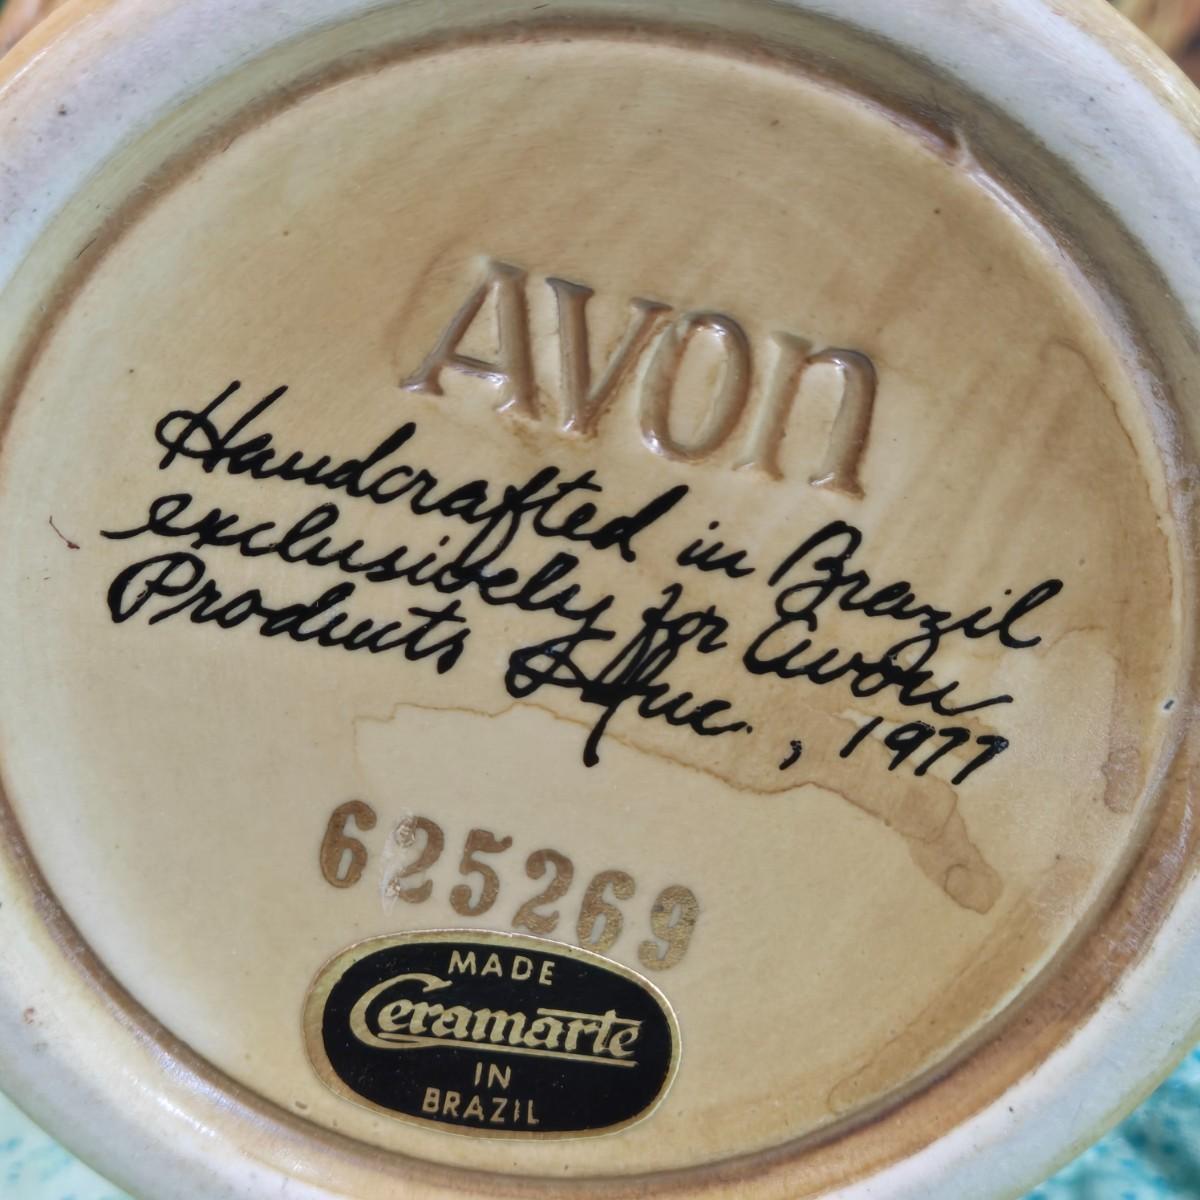 AVON
Handcrafted in Brazil
exclusively for Avon
Products, Inc., 1977
625269
MADE
Ceramarte
IN
BRAZIL